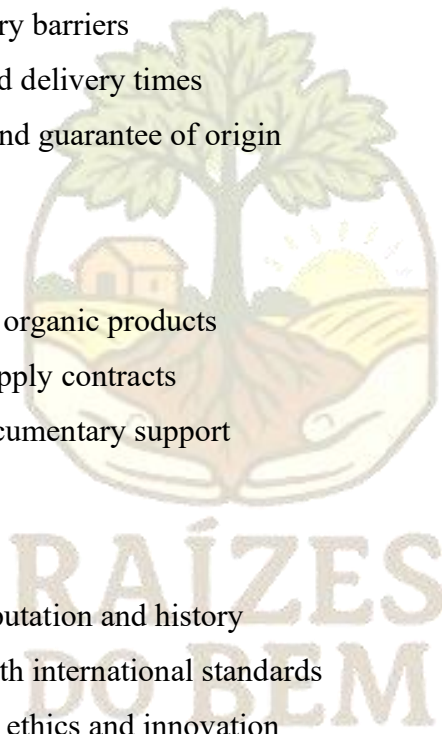 ry barriers
d delivery times
nd guarantee of origin
organic products
pply contracts
cumentary support
RAÍZES
putation and history
th international standards
DO BEM
ethics and innovation